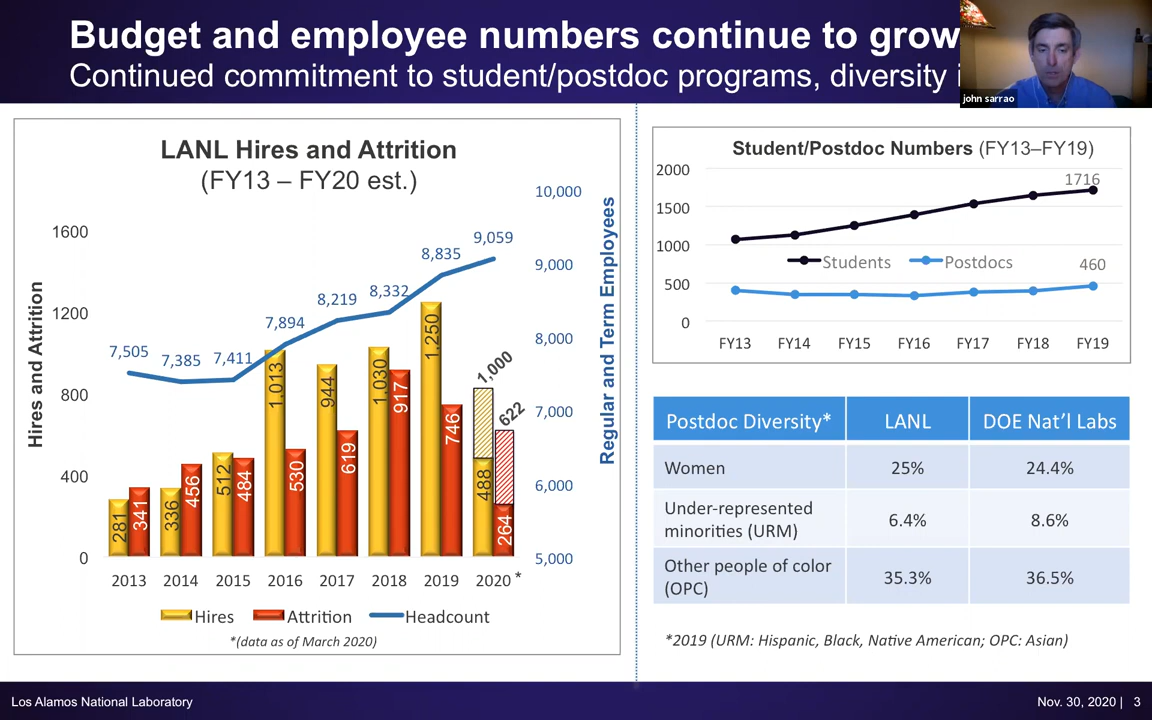 Budget and employee numbers continue to grow
Continued commitment to student/postdoc programs, diversity
john sarrao
LANL Hires and Attrition
(FY13 – FY20 est.)
Hires and Attrition
1600
1200
800
400
0
10,000
9,000
8,000
7,000
6,000
5,000
Regular and Term Employees
7,505
7,385
7,411
7,894
8,219
8,332
8,835
9,059
281
341
336
456
512
484
1,013
530
944
619
1,030
917
1,250
746
488
1,000
264
622
2013 2014 2015 2016 2017 2018 2019 2020 *
Hires Attrition Headcount
*(data as of March 2020)
Student/Postdoc Numbers (FY13–FY19)
2000
1500
1000
500
0
1716
Students Postdocs
460
FY13 FY14 FY15 FY16 FY17 FY18 FY19
Postdoc Diversity* LANL DOE Nat’l Labs
Women 25% 24.4%
Under-represented
minorities (URM) 6.4% 8.6%
Other people of color
(OPC) 35.3% 36.5%
*2019 (URM: Hispanic, Black, Native American; OPC: Asian)
Los Alamos National Laboratory
Nov. 30, 2020 | 3